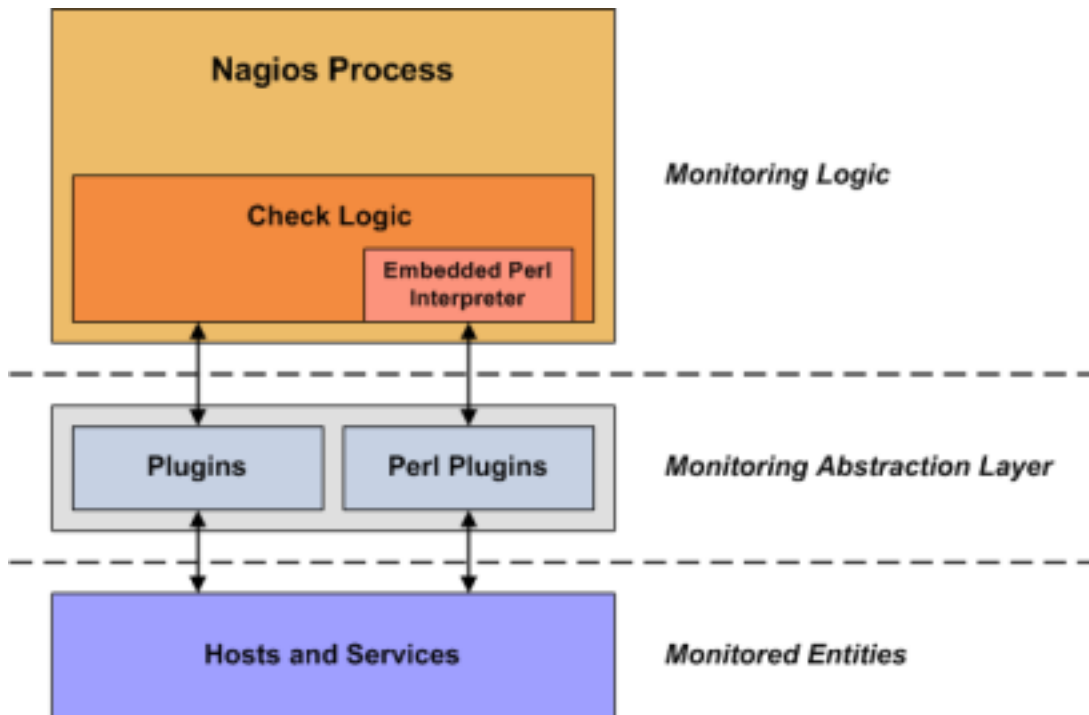 Nagios Process
Monitoring Logic
Check Logic
Embedded Perl
Interpreter
Plugins
Perl Plugins
Monitoring Abstraction Layer
Hosts and Services
Monitored Entities